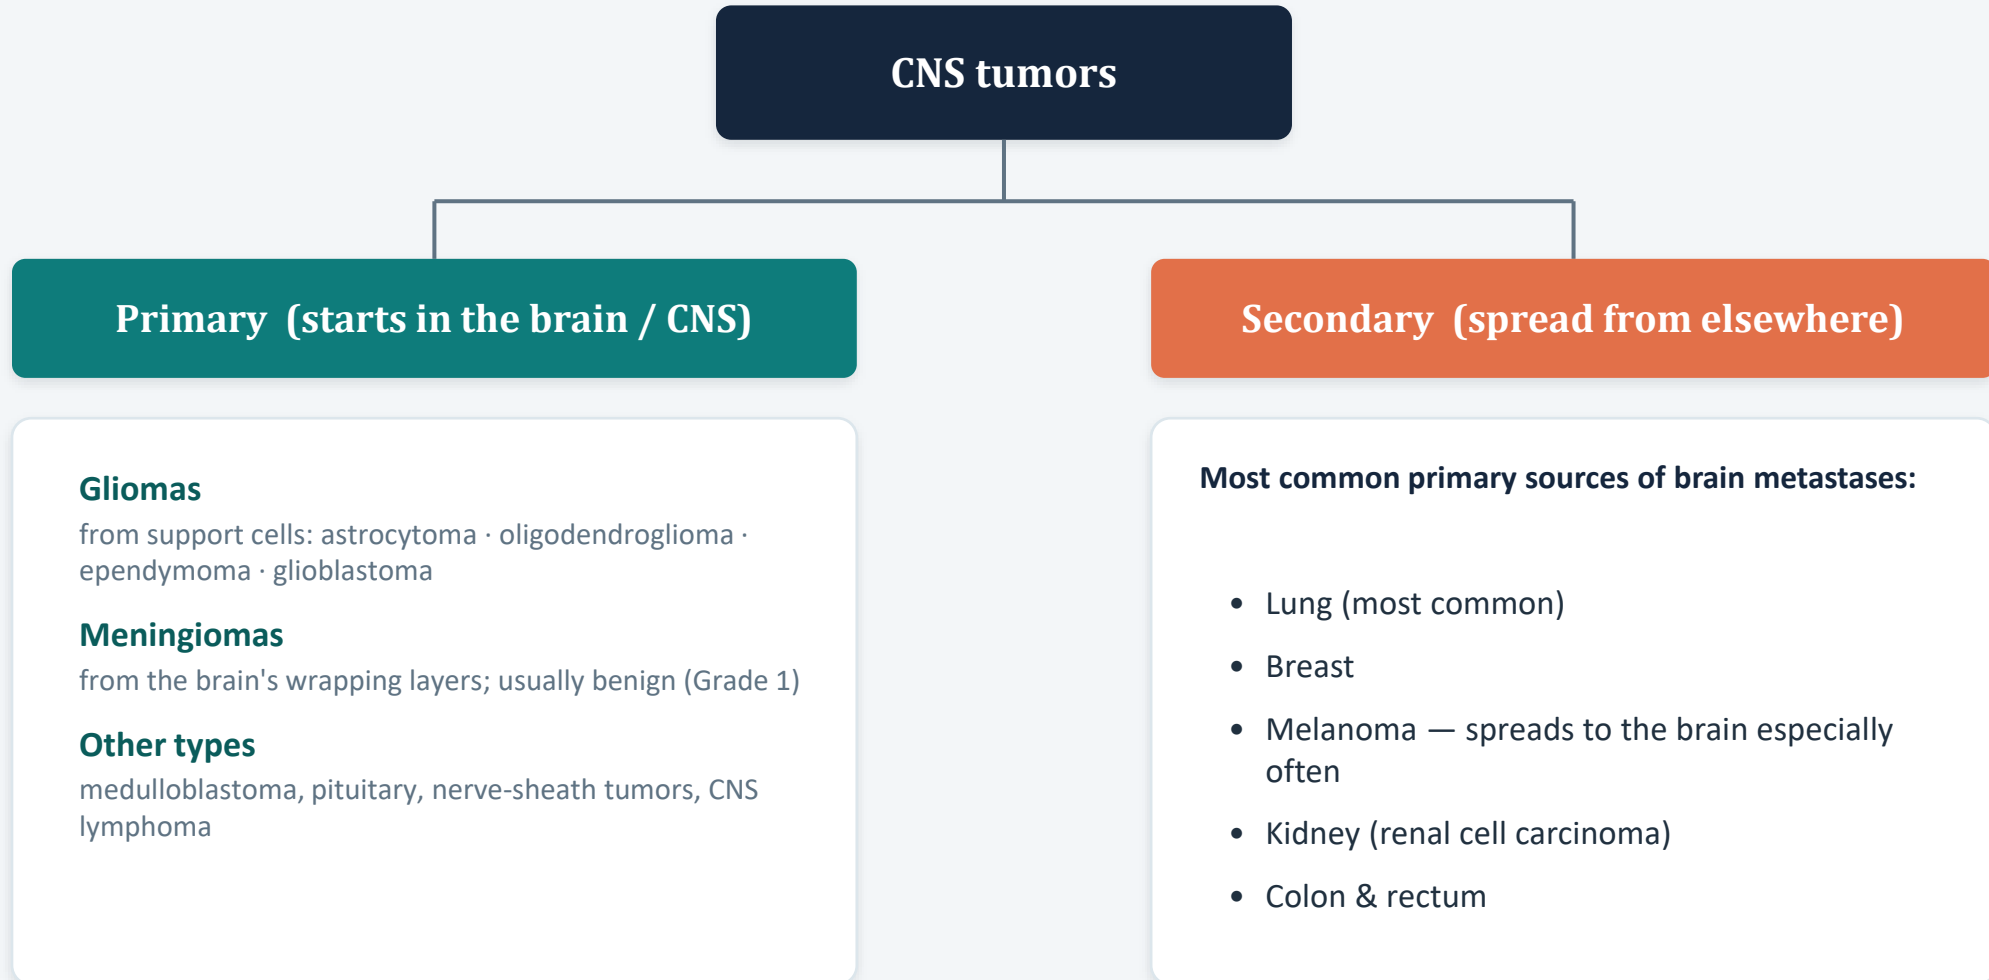 CNS tumors
Primary (starts in the brain / CNS)
Secondary (spread from elsewhere)
Gliomas
from support cells: astrocytoma · oligodendroglioma ·
ependymoma · glioblastoma
Meningiomas
from the brain's wrapping layers; usually benign (Grade 1)
Other types
medulloblastoma, pituitary, nerve-sheath tumors, CNS
lymphoma
Most common primary sources of brain metastases:
• Lung (most common)
• Breast
• Melanoma — spreads to the brain especially
often
• Kidney (renal cell carcinoma)
• Colon & rectum